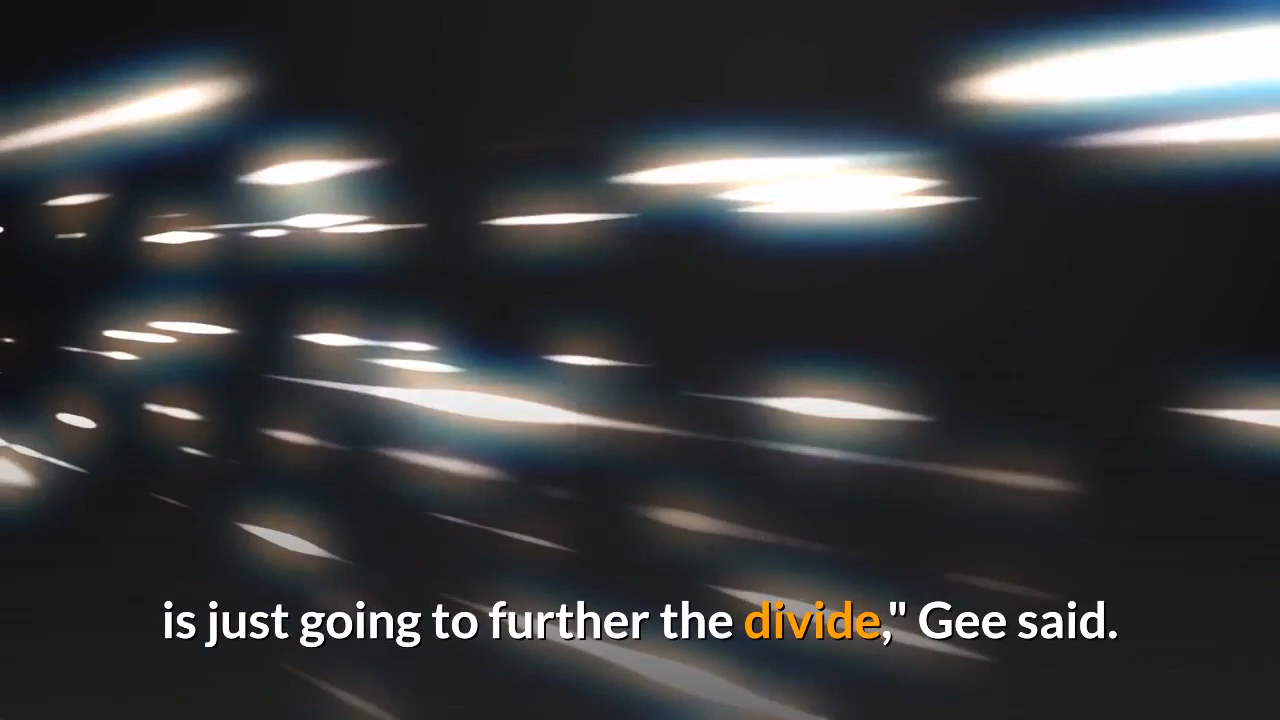 is just going to further the divide," Gee said.